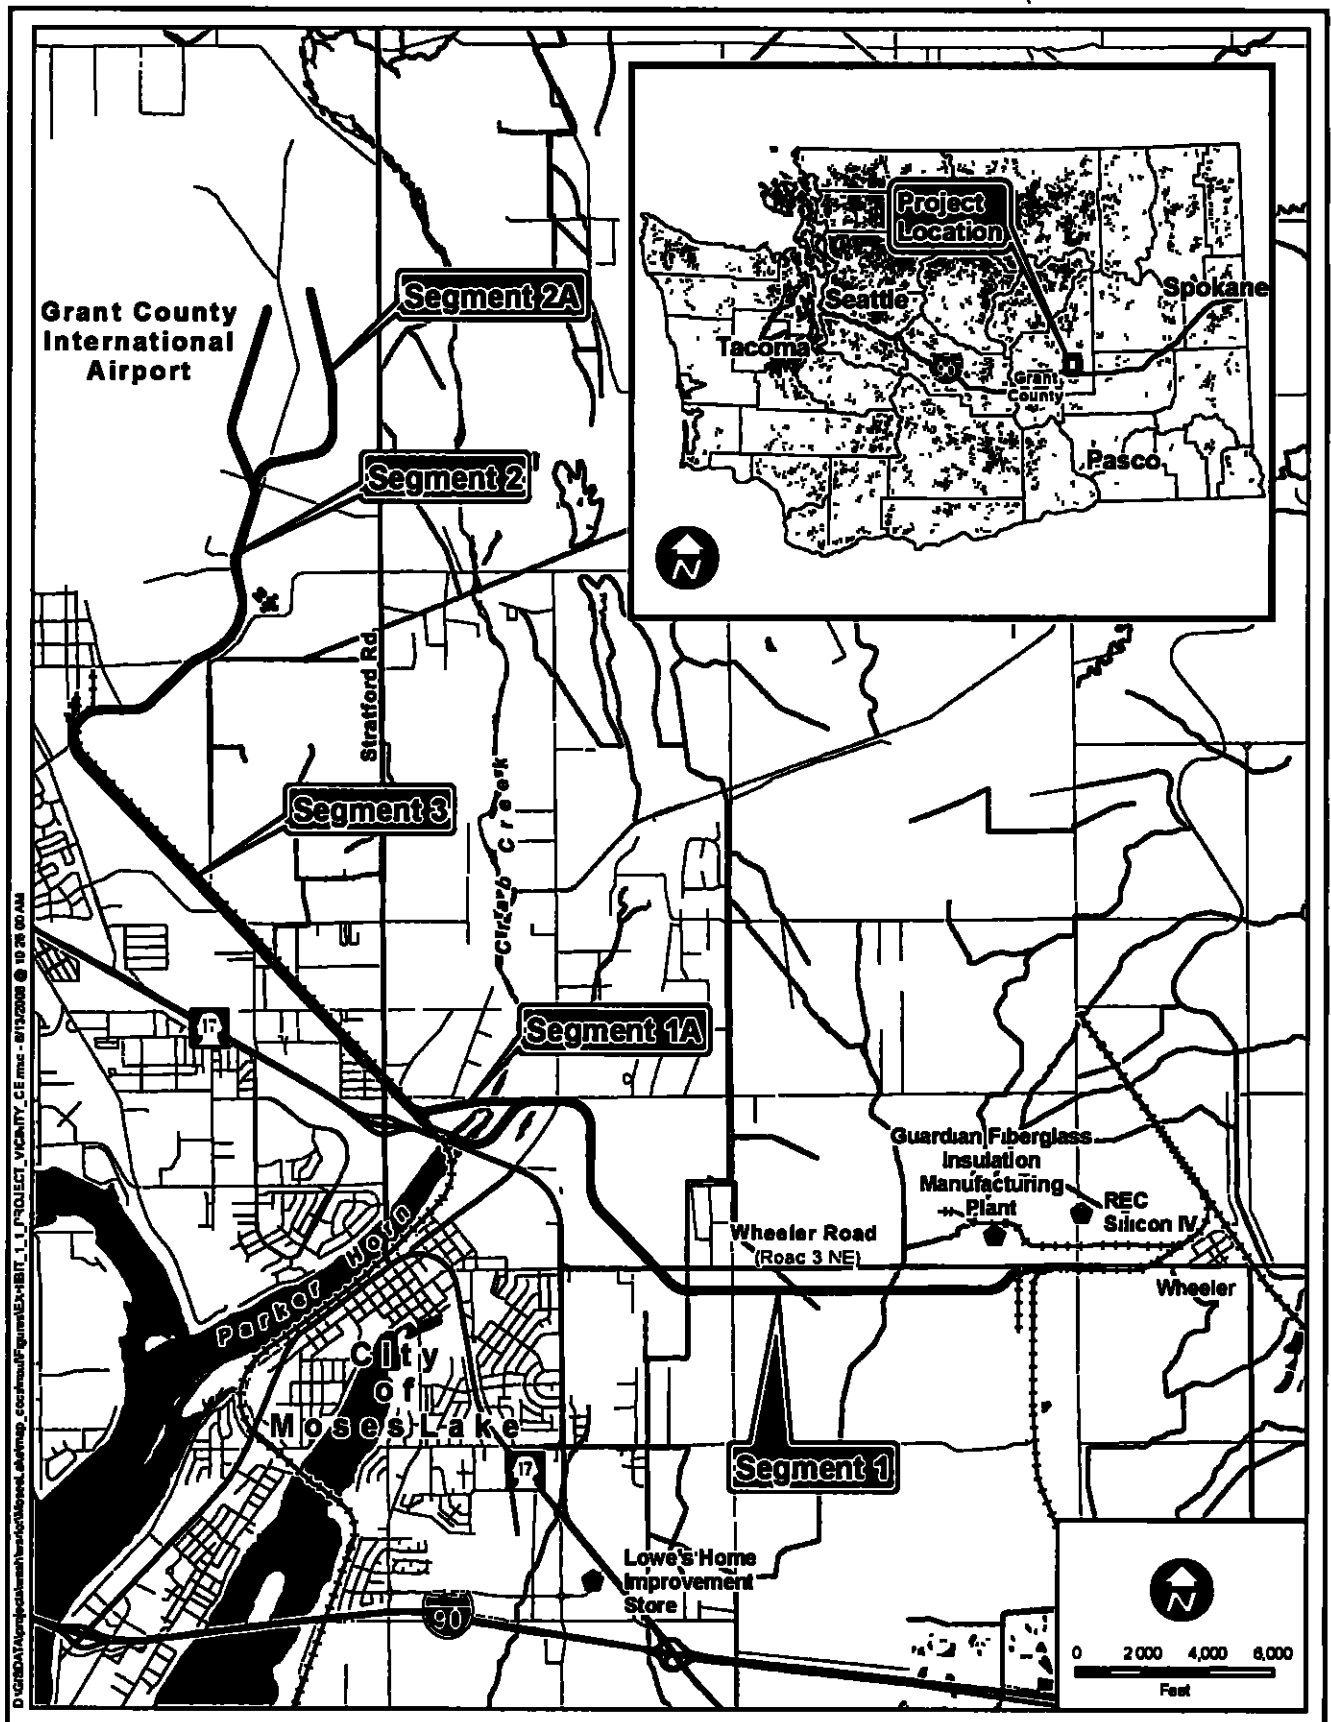 Project
Location
Seattle
Spokane
Tacoma
90
Grant
County
Pasco
N
Grant County
International
Airport
Segment 2A
Segment 2
Stratford Rd
Segment 3
Crab Creek
17
Segment 1A
Guardian Fiberglass
Insulation
Manufacturing
Plant
REC
Silicon IV
Wheeler Road
(Roac 3 NE)
Wheeler
Parker Horn
City
of
Moses Lake
17
Segment 1
Lowe's Home
Improvement
Store
90
N
0 2 000 4,000 6,000
Feet